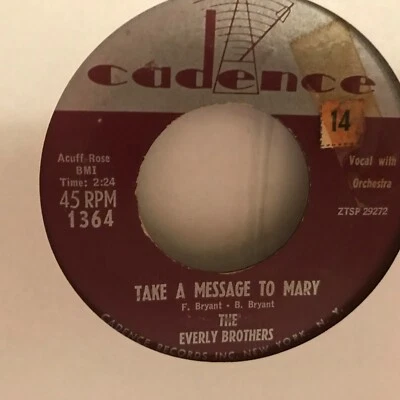 cadence
14
Acuff-Rose
BMI
Time: 2:24
45 RPM
1364
Vocal with
Orchestra
ZTSP 29272
TAKE A MESSAGE TO MARY
F. Bryant - B. Bryant
THE
EVERLY BROTHERS
CADENCE RECORDS INC. NEW YORK, N. Y.